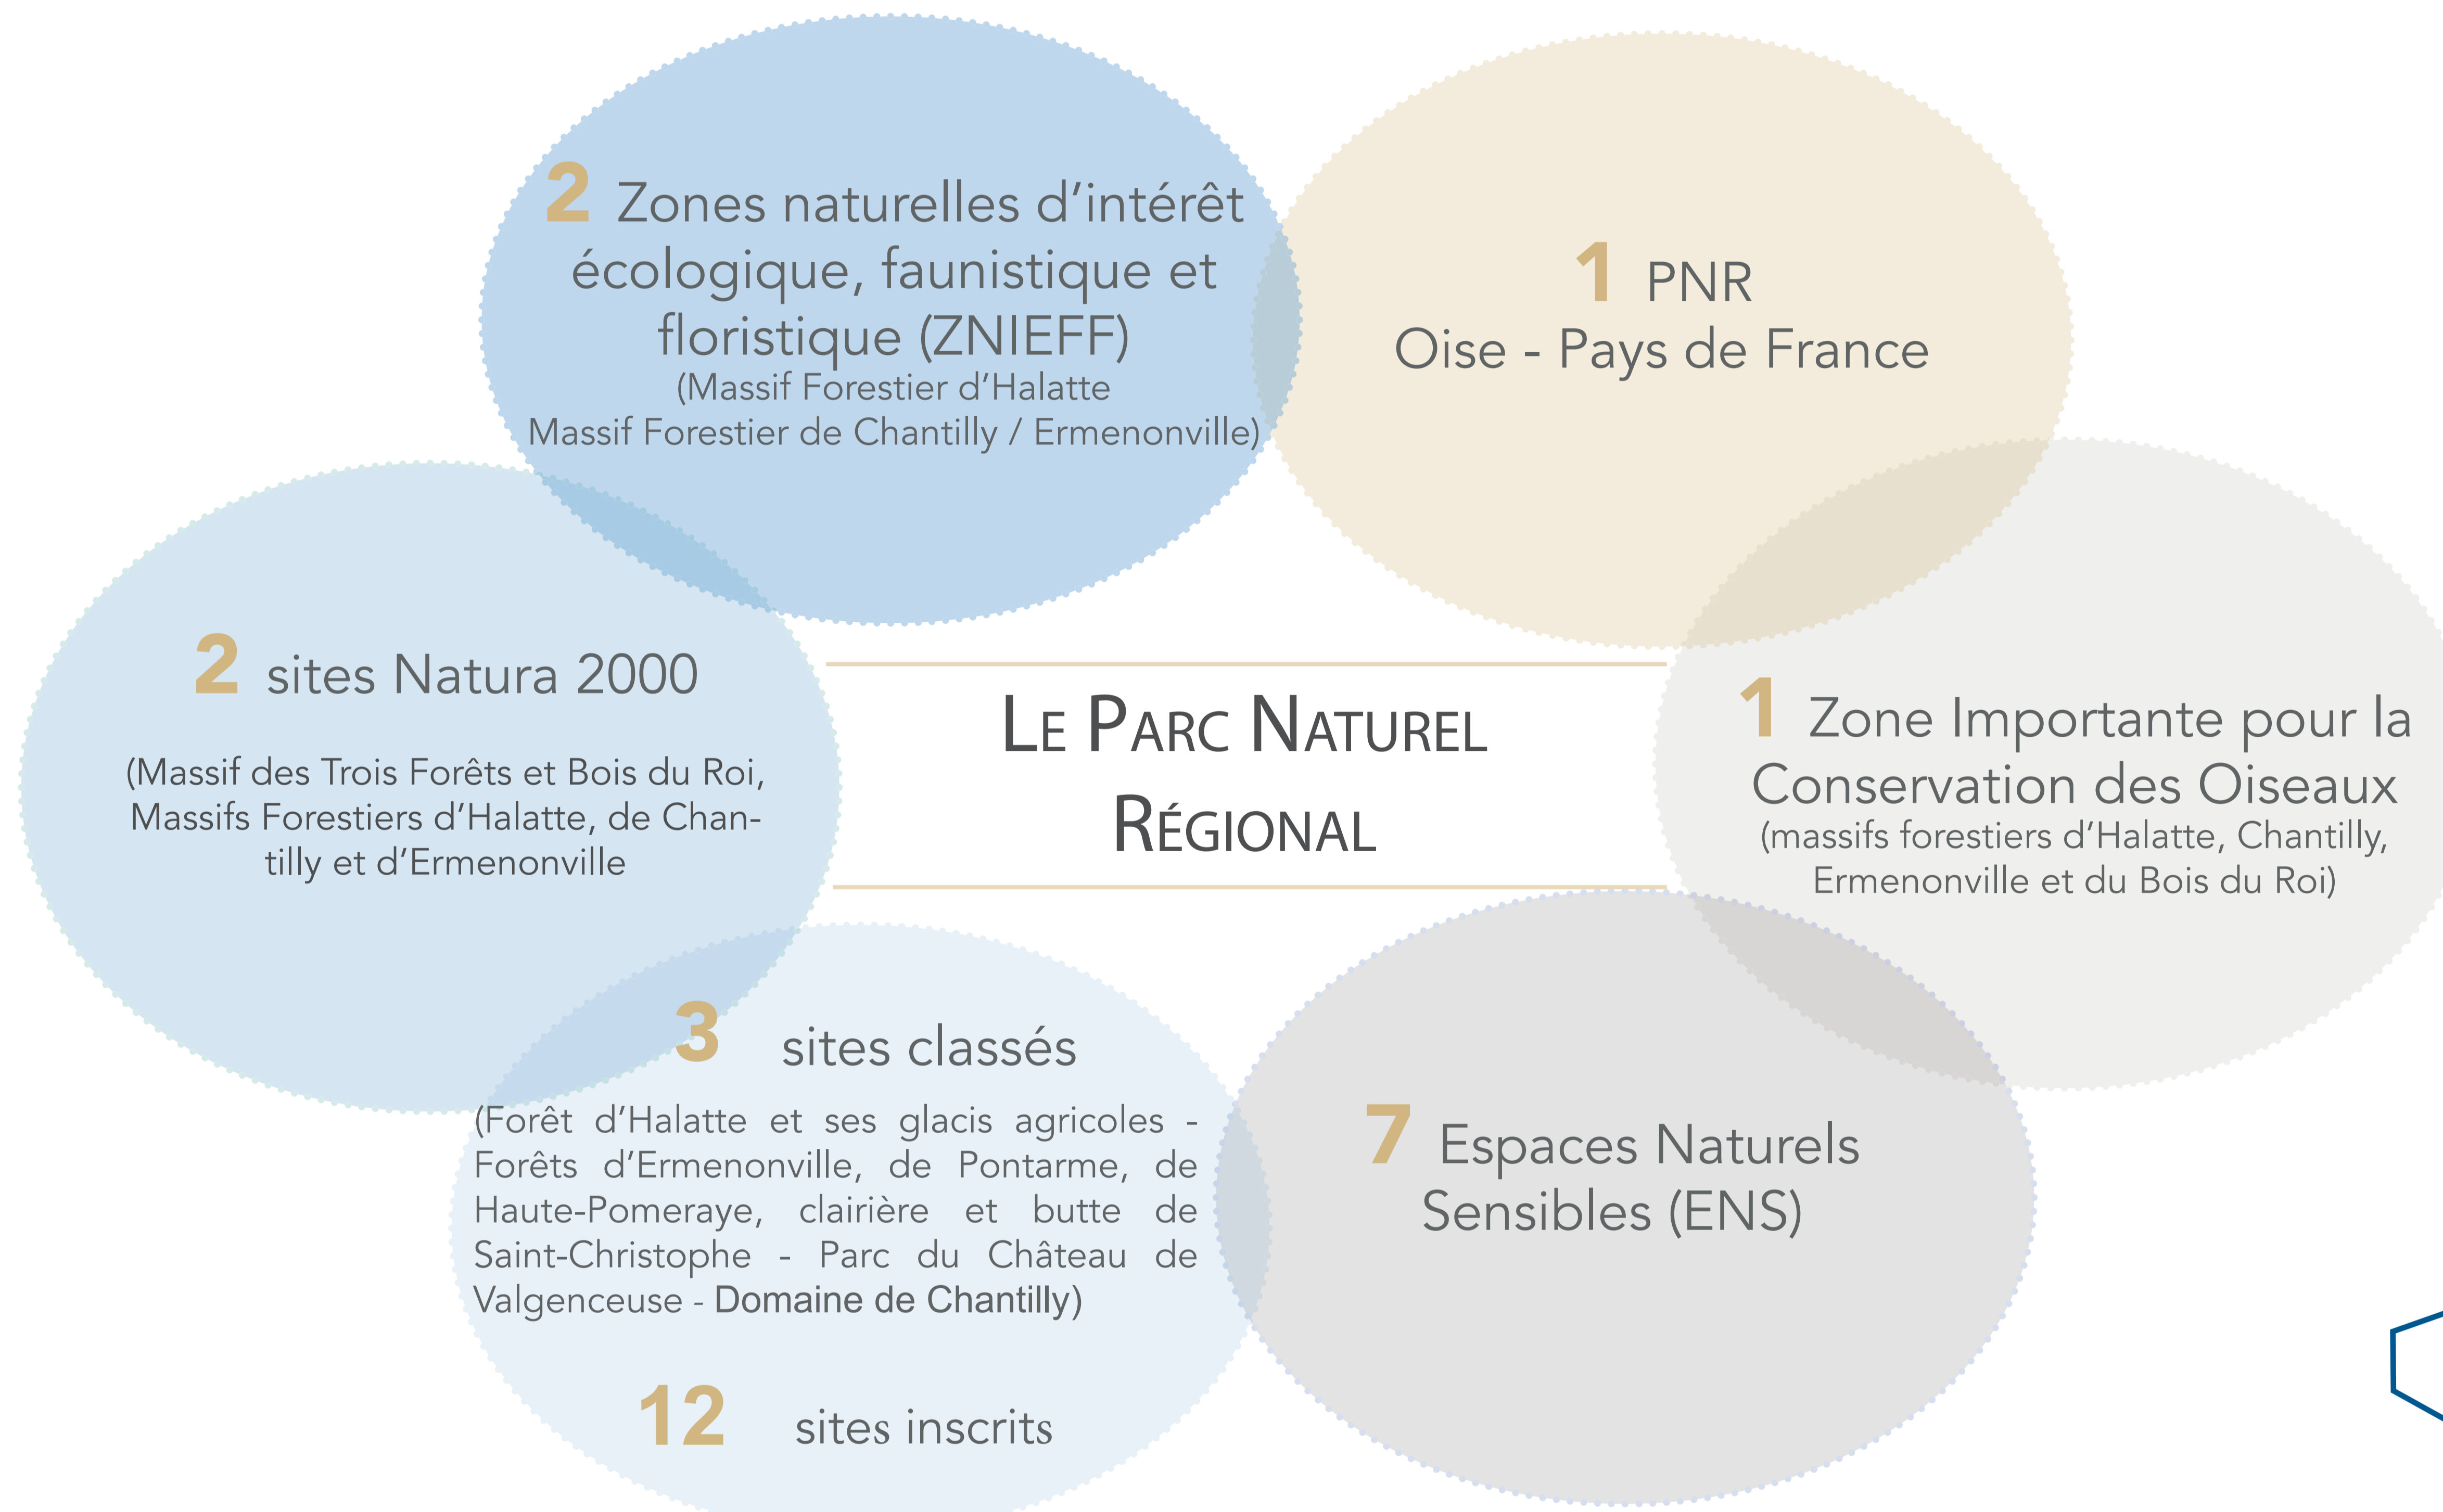 2 Zones naturelles d'intérêt
écologique, faunistique et
floristique (ZNIEFF)
(Massif Forestier d'Halatte
Massif Forestier de Chantilly / Ermenonville)
1 PNR
Oise - Pays de France
2 sites Natura 2000
(Massif des Trois Forêts et Bois du Roi,
Massifs Forestiers d'Halatte, de Chan-
tilly et d'Ermenonville
LE PARC NATUREL
RÉGIONAL
1 Zone Importante pour la
Conservation des Oiseaux
(massifs forestiers d'Halatte, Chantilly,
Ermenonville et du Bois du Roi)
3 sites classés
(Forêt d'Halatte et ses glacis agricoles -
Forêts d'Ermenonville, de Pontarme, de
Haute-Pomeraye, clairière et butte de
Saint-Christophe - Parc du Château de
Valgenceuse - Domaine de Chantilly)
12 sites inscrits
7 Espaces Naturels
Sensibles (ENS)